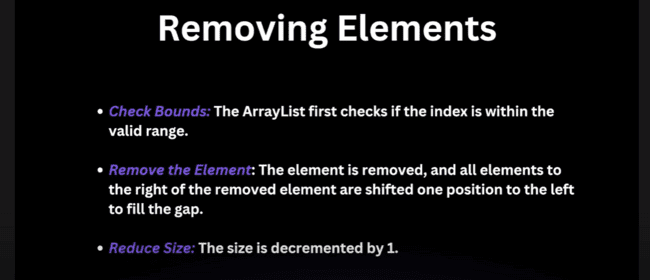 Removing Elements
• Check Bounds: The ArrayList first checks if the index is within the
valid range.
• Remove the Element: The element is removed, and all elements to
the right of the removed element are shifted one position to the left
to fill the gap.
• Reduce Size: The size is decremented by 1.